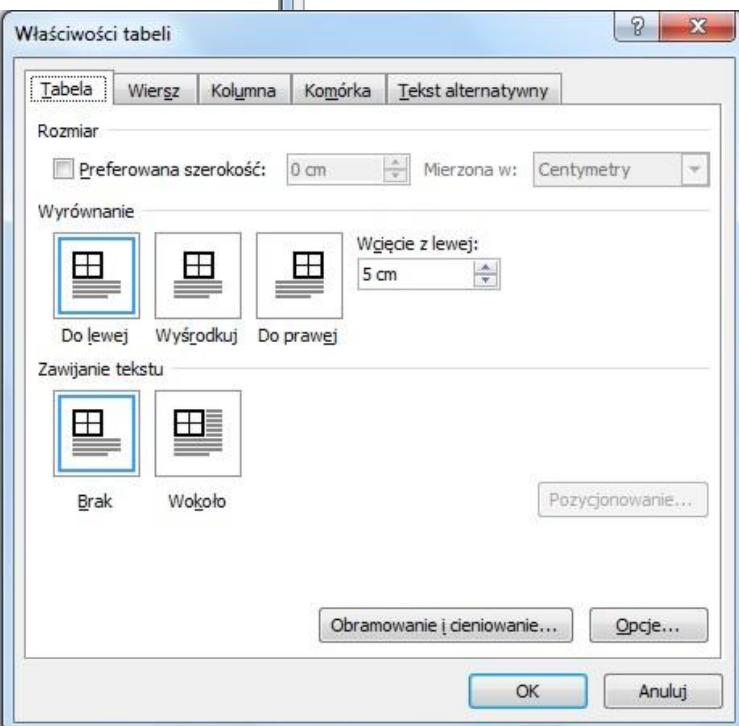 Właściwości tabeli
Tabela Wiersz Kolumna Komórka Tekst alternatywny
Rozmiar
Preferowana szerokość: 0 cm Mierzona w: Centymetry
Wyrównanie
Wcięcie z lewej:
5 cm
Do lewej Wyśrodkuj Do prawej
Zawijanie tekstu
Brak Wokoło
Pozycjonowanie...
Obramowanie i cieniowanie... Opcje...
OK Anuluj